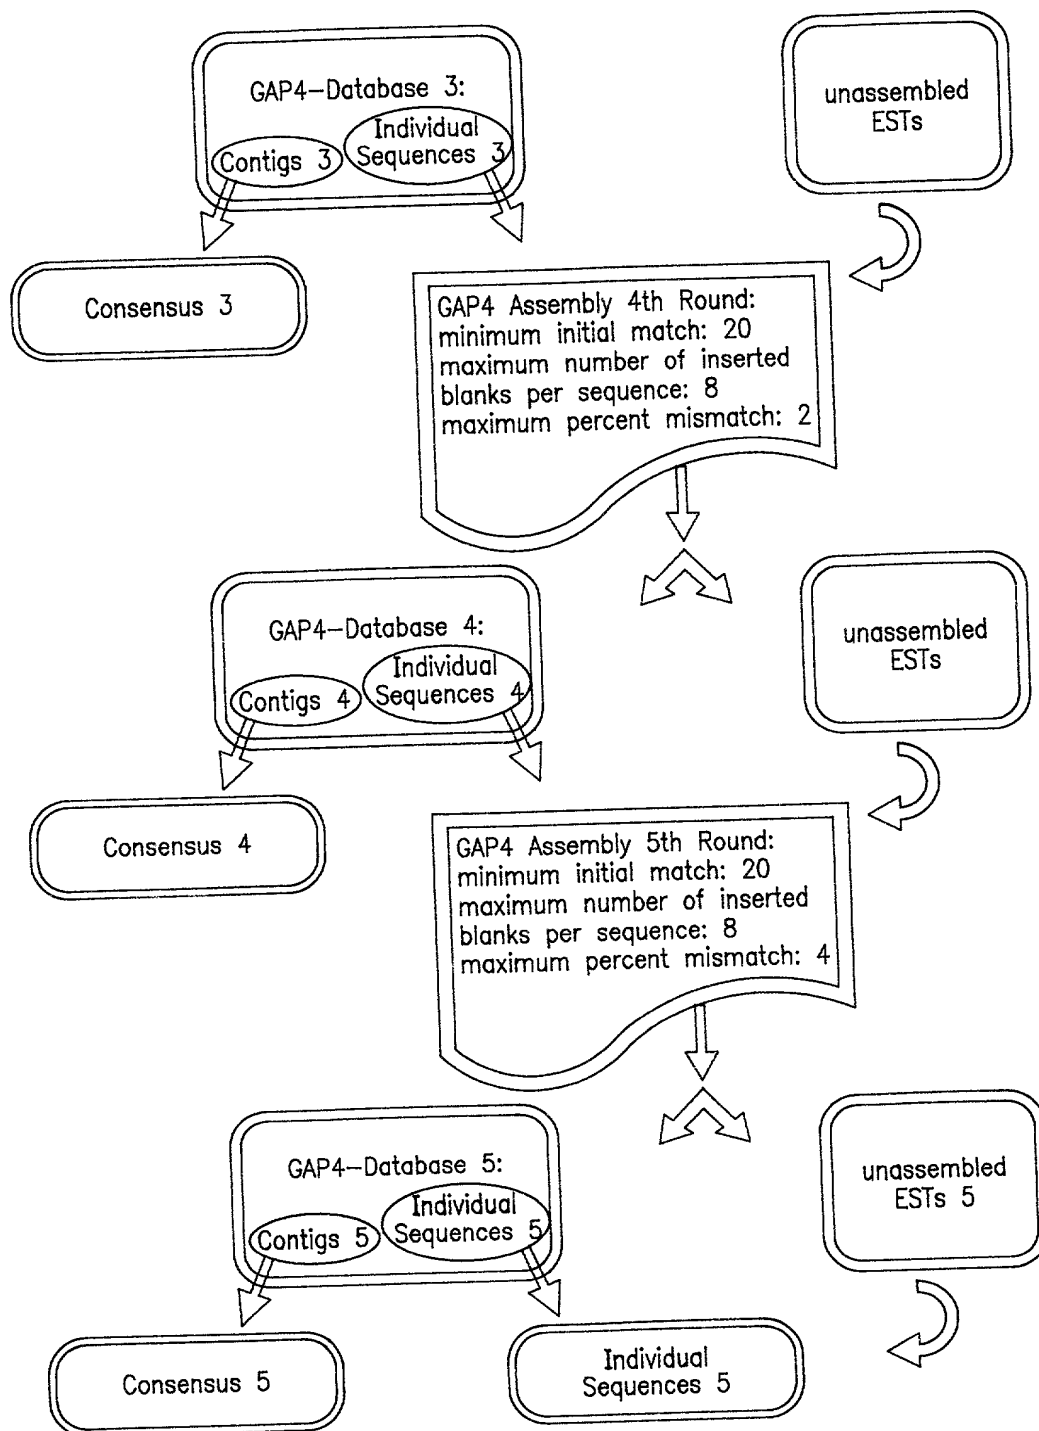 GAP4-Database 3:
Contigs 3
Individual
Sequences 3
unassembled
ESTs
Consensus 3
GAP4 Assembly 4th Round:
minimum initial match: 20
maximum number of inserted
blanks per sequence: 8
maximum percent mismatch: 2
GAP4-Database 4:
Contigs 4
Individual
Sequences 4
unassembled
ESTs
Consensus 4
GAP4 Assembly 5th Round:
minimum initial match: 20
maximum number of inserted
blanks per sequence: 8
maximum percent mismatch: 4
GAP4-Database 5:
Contigs 5
Individual
Sequences 5
unassembled
ESTs 5
Consensus 5
Individual
Sequences 5